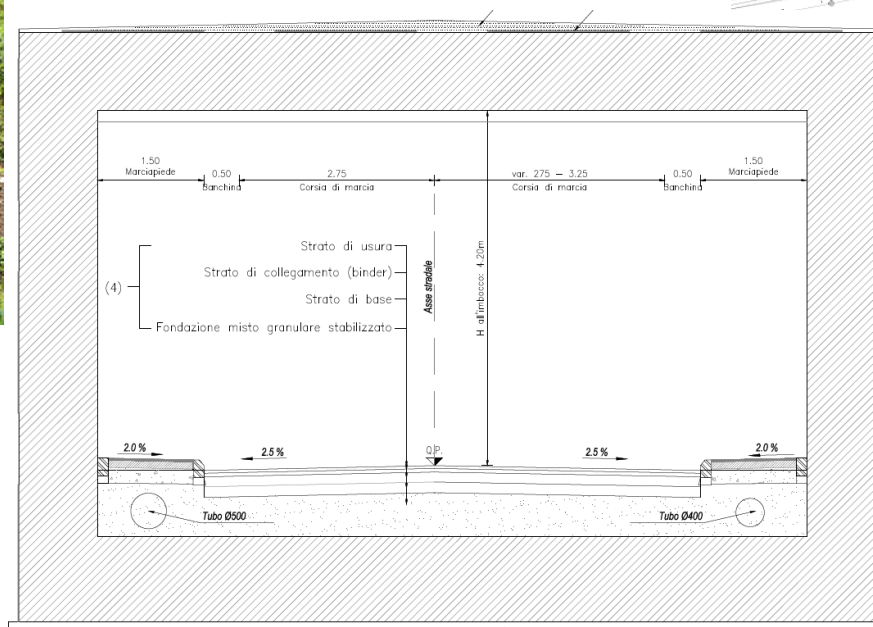 1.50
Marciapiede
0.50
Banchina
2.75
Corsia di marcia
var. 275 – 3.25
Corsia di marcia
0.50
Banchina
1.50
Marciapiede
(4)
Strato di usura
Strato di collegamento (binder)
Strato di base
Fondazione misto granulare stabilizzato
Asse stradale
H all'imbocco: 4.20m
2.0 %
2.5 %
Q.P.
2.5 %
2.0 %
Tubo Ø500
Tubo Ø400